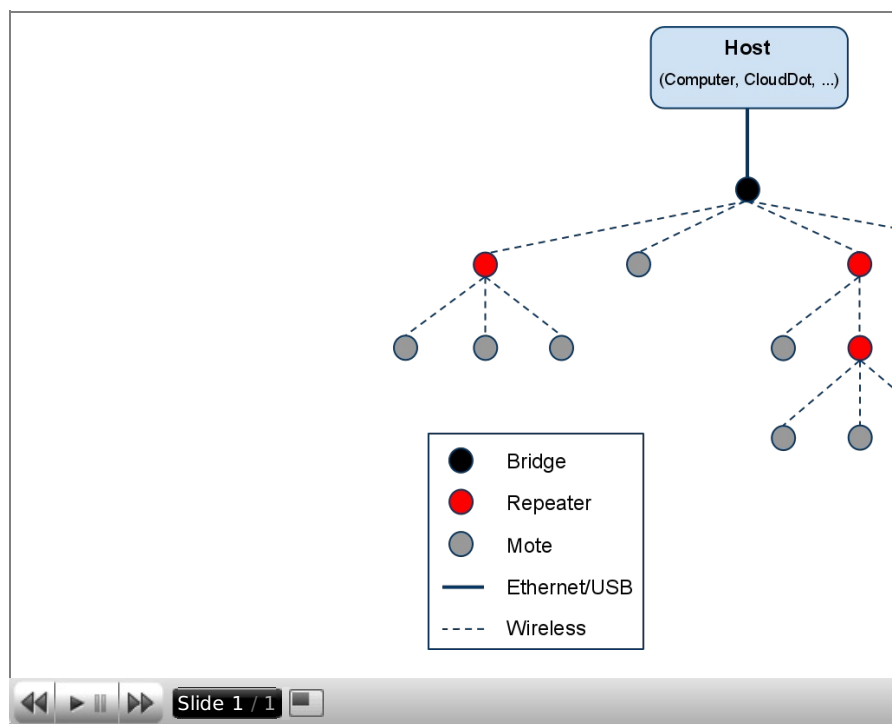 Host
(Computer, CloudDot, ...)
Bridge
Repeater
Mote
Ethernet/USB
Wireless
Slide 1 / 1